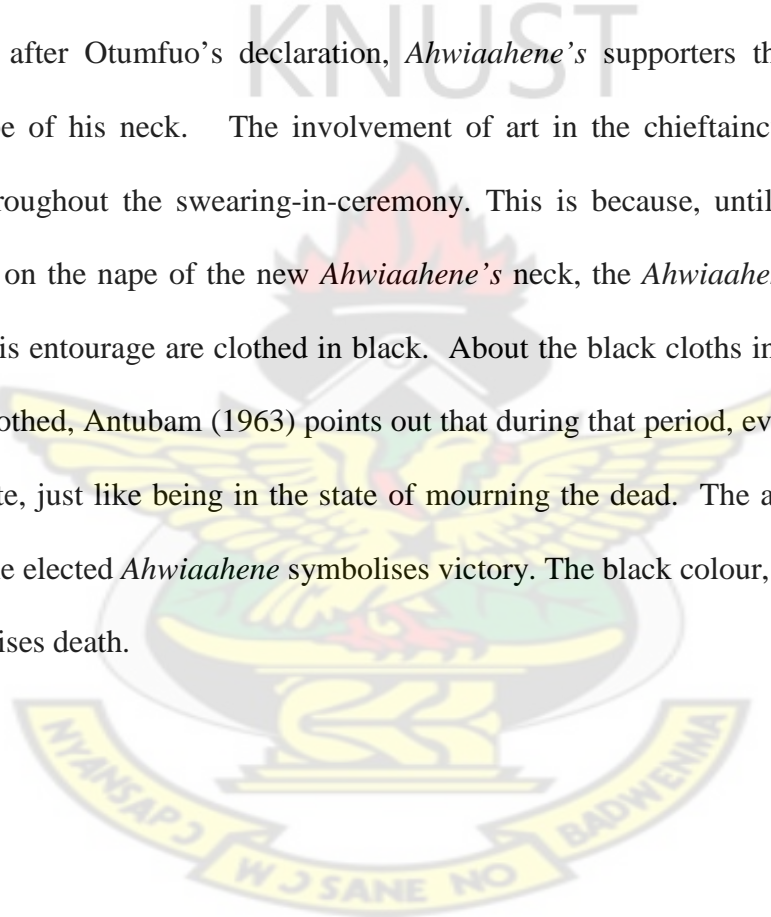 KNUST
after Otumfuo’s declaration, Ahwiaahene’s supporters th
e of his neck. The involvement of art in the chieftainc
roughout the swearing-in-ceremony. This is because, until
on the nape of the new Ahwiaahene’s neck, the Ahwiaahe
is entourage are clothed in black. About the black cloths in
othed, Antubam (1963) points out that during that period, ev
te, just like being in the state of mourning the dead. The a
e elected Ahwiaahene symbolises victory. The black colour,
ises death.
NYANSAPƆ WƆSANE NO BADWENMA